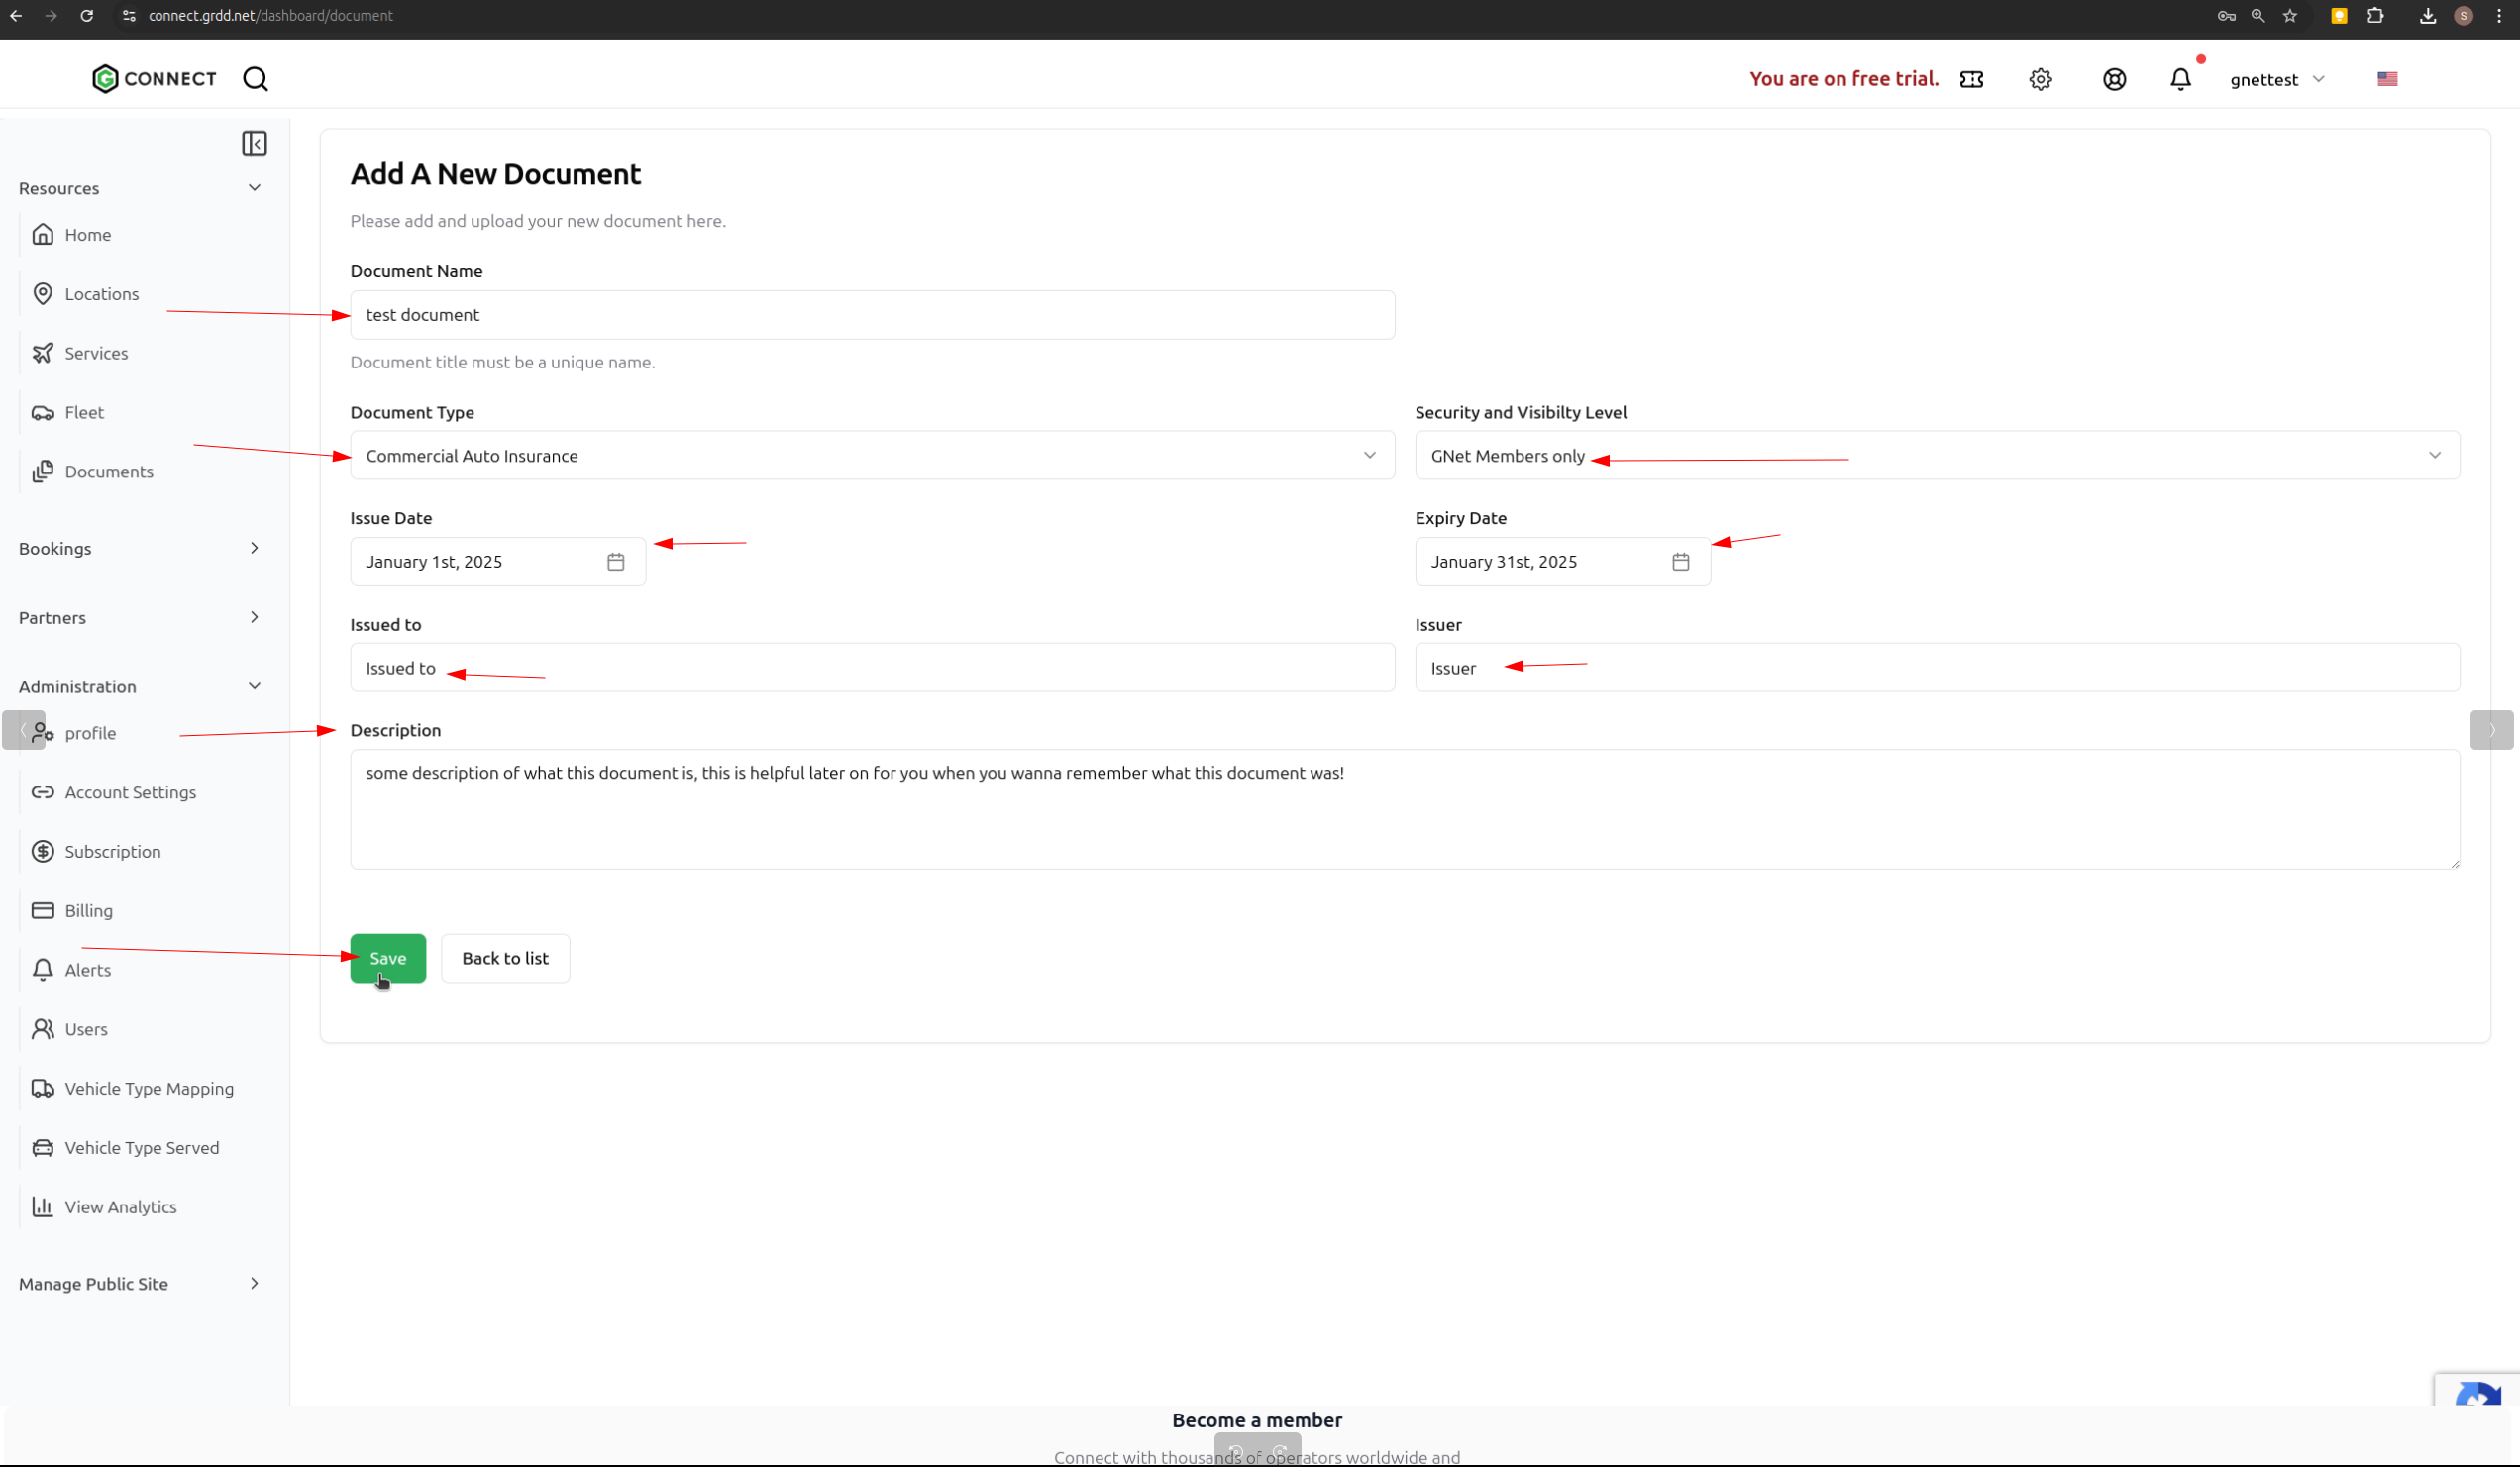 connect.grdd.net/dashboard/document
S
G CONNECT
You are on free trial.
gnettest
Resources
Home
Locations
Services
Fleet
Documents
Bookings
Partners
Administration
profile
Account Settings
Subscription
Billing
Alerts
Users
Vehicle Type Mapping
Vehicle Type Served
View Analytics
Manage Public Site
Add A New Document
Please add and upload your new document here.
Document Name
test document
Document title must be a unique name.
Document Type
Commercial Auto Insurance
Security and Visibilty Level
GNet Members only
Issue Date
January 1st, 2025
Expiry Date
January 31st, 2025
Issued to
Issued to
Issuer
Issuer
Description
some description of what this document is, this is helpful later on for you when you wanna remember what this document was!
Save
Back to list
Become a member
Connect with thousands of operators worldwide and